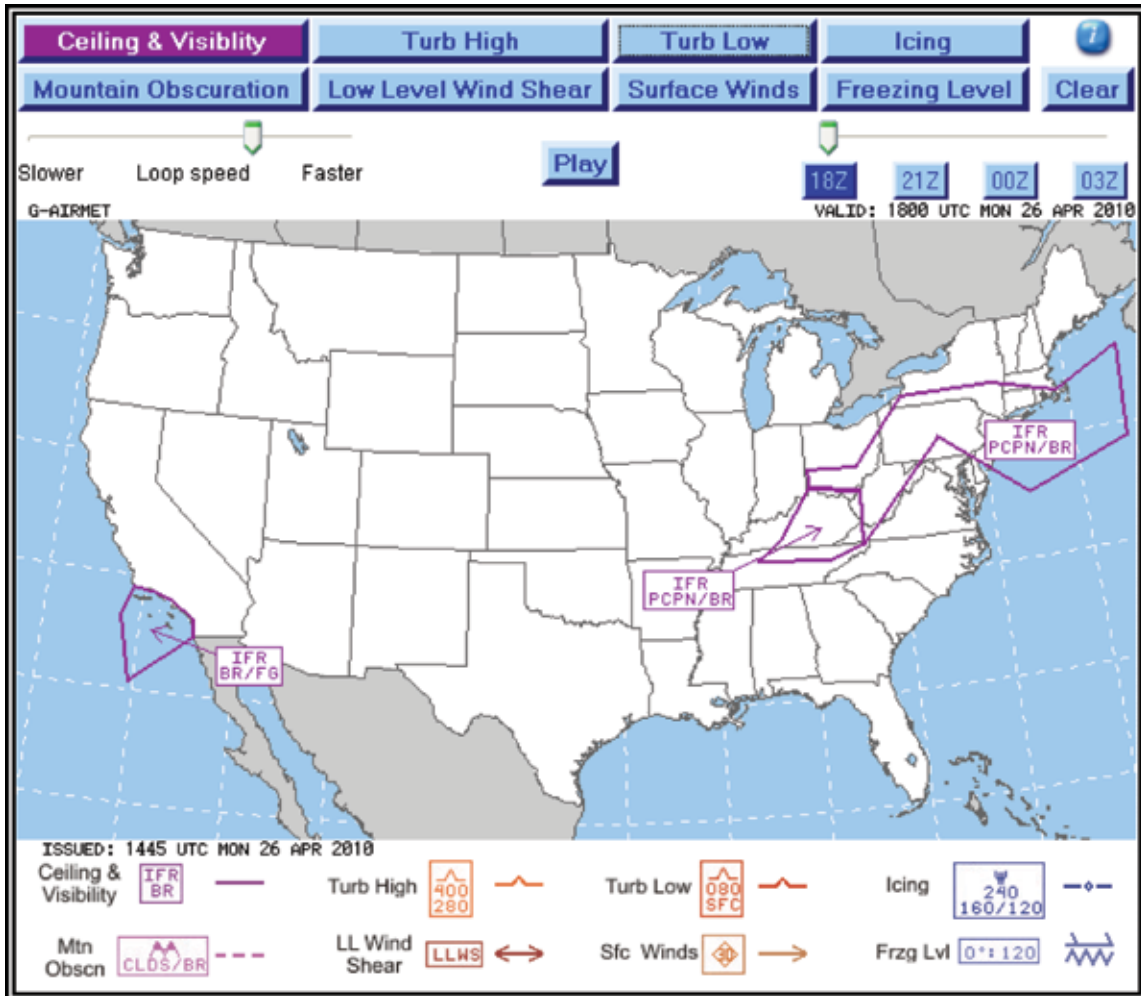 Ceiling & Visiblity Turb High Turb Low Icing i
Mountain Obscuration Low Level Wind Shear Surface Winds Freezing Level Clear
Slower Loop speed Faster Play 18Z 21Z 00Z 03Z
G-AIRMET VALID: 1800 UTC MON 26 APR 2010
IFR
PCPN/BR
IFR
PCPN/BR
IFR
BR/FG
ISSUED: 1445 UTC MON 26 APR 2010
Ceiling &
Visibility
IFR
BR
Turb High
400
280
Turb Low
080
SFC
Icing
240
160/120
Mtn
Obscn
CLDS/BR
LL Wind
Shear
LLWS
Sfc Winds
30
Frzg Lvl
0°:120